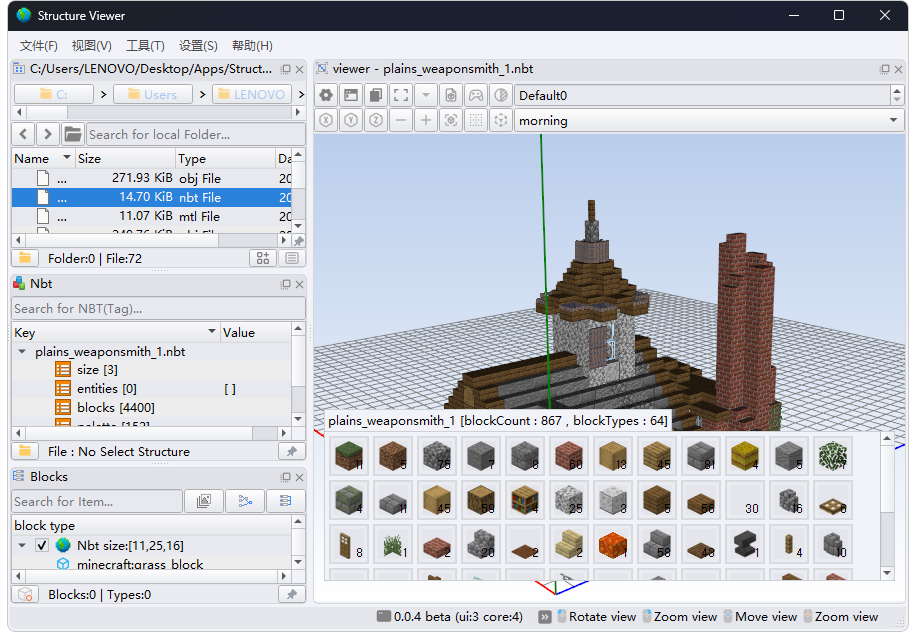 Structure Viewer
文件(F) 视图(V) 工具(T) 设置(S) 帮助(H)
C:/Users/LENOVO/Desktop/Apps/Struct...
C: > Users > LENOVO >
Search for local Folder...
Name Size Type Da
... 271.93 KiB obj File 20
... 14.70 KiB nbt File 20
... 11.07 KiB mtl File 20
Folder:0 | File:72
Nbt
Search for NBT(Tag)...
Key Value
plains_weaponsmith_1.nbt
size [3]
entities [0] [ ]
blocks [4400]
File : No Select Structure
Blocks
Search for Item...
block type
Nbt size:[11,25,16]
minecraft:grass_block
Blocks:0 | Types:0
viewer - plains_weaponsmith_1.nbt
Default0
X Y Z
morning
plains_weaponsmith_1 [blockCount : 867 , blockTypes : 64]
11 5 75 7 8 60 13 45 81 4 5 7
4 11 45 59 4 25 3 5 56 30 16 6
8 1 2 20 2 2 1 58 48 1 4 10
0.0.4 beta (ui:3 core:4) Rotate view Zoom view Move view Zoom view